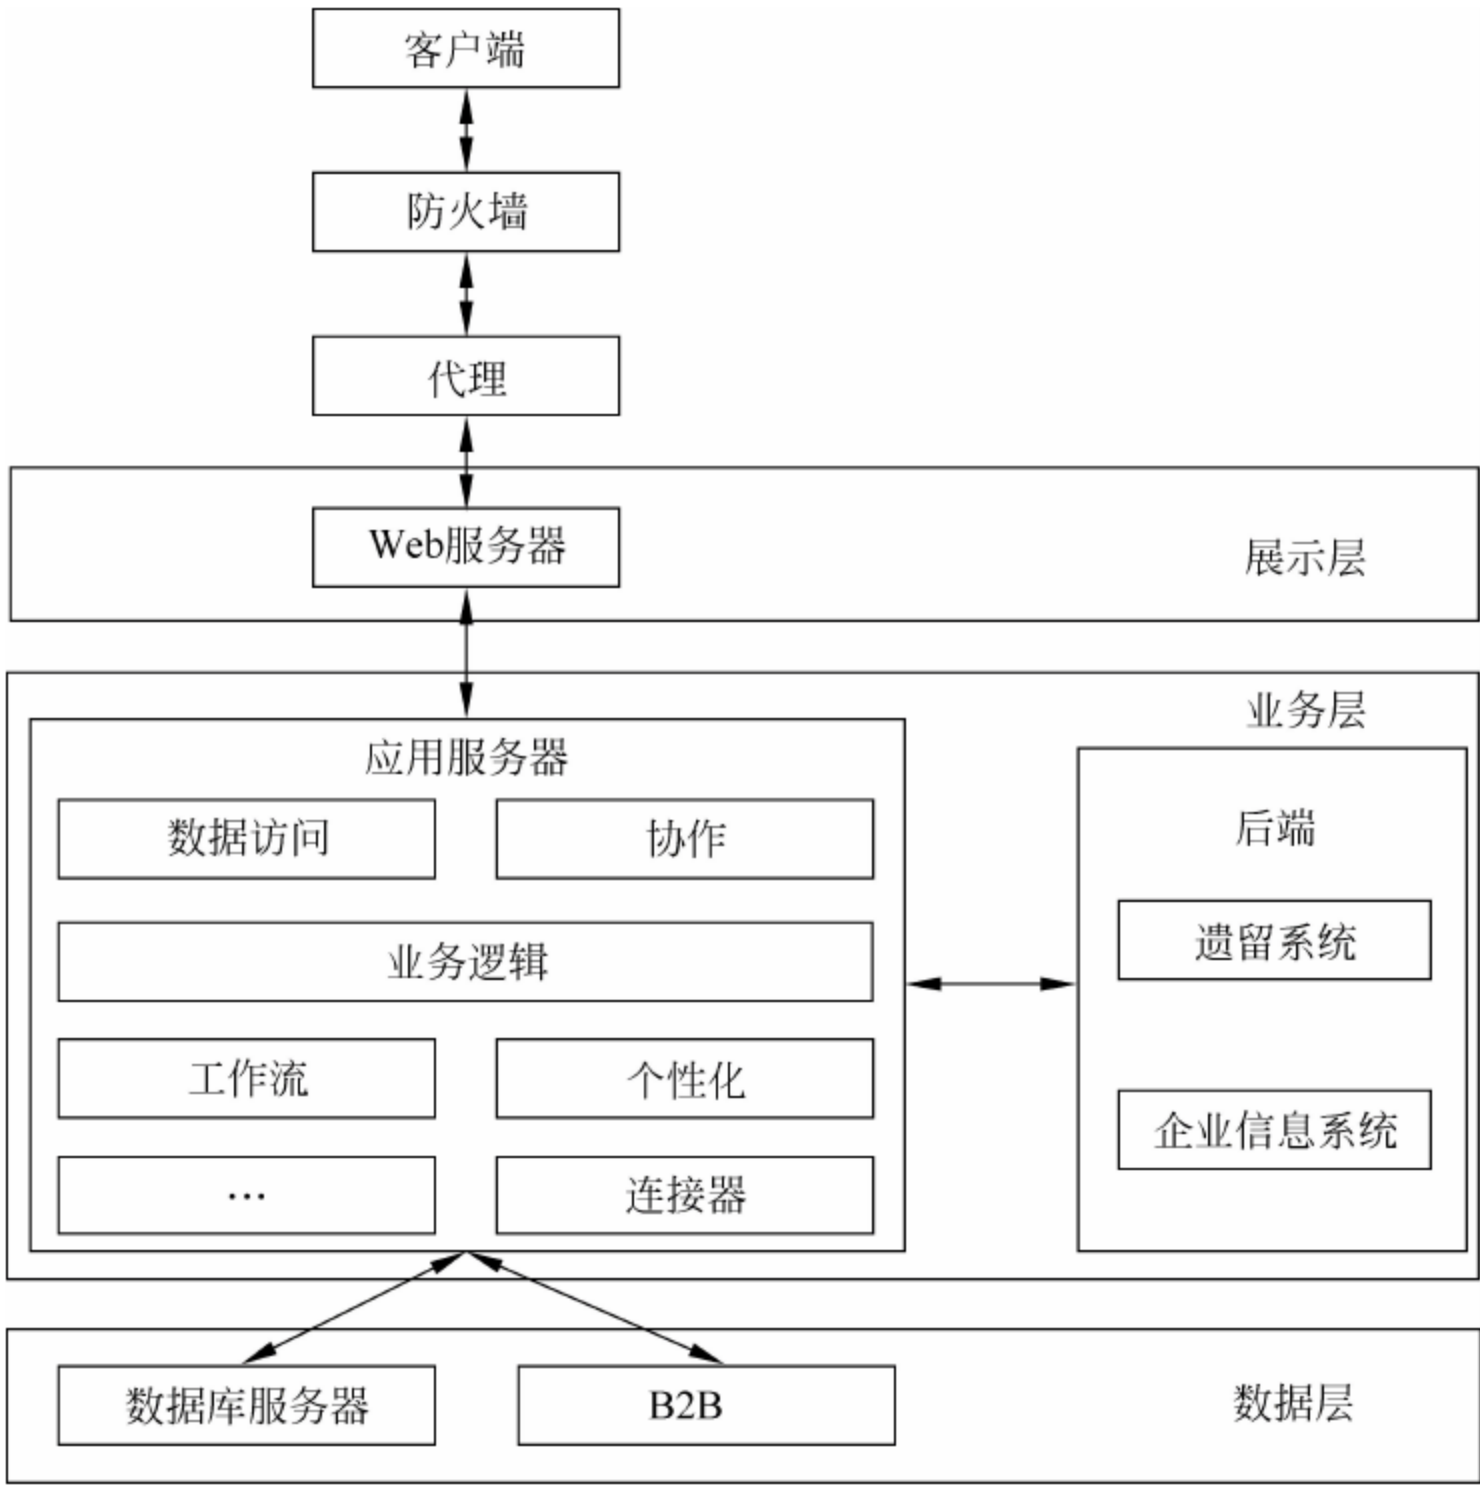 客户端
防火墙
代理
Web服务器
展示层
业务层
应用服务器
数据访问
协作
业务逻辑
工作流
个性化
…
连接器
后端
遗留系统
企业信息系统
数据库服务器
B2B
数据层